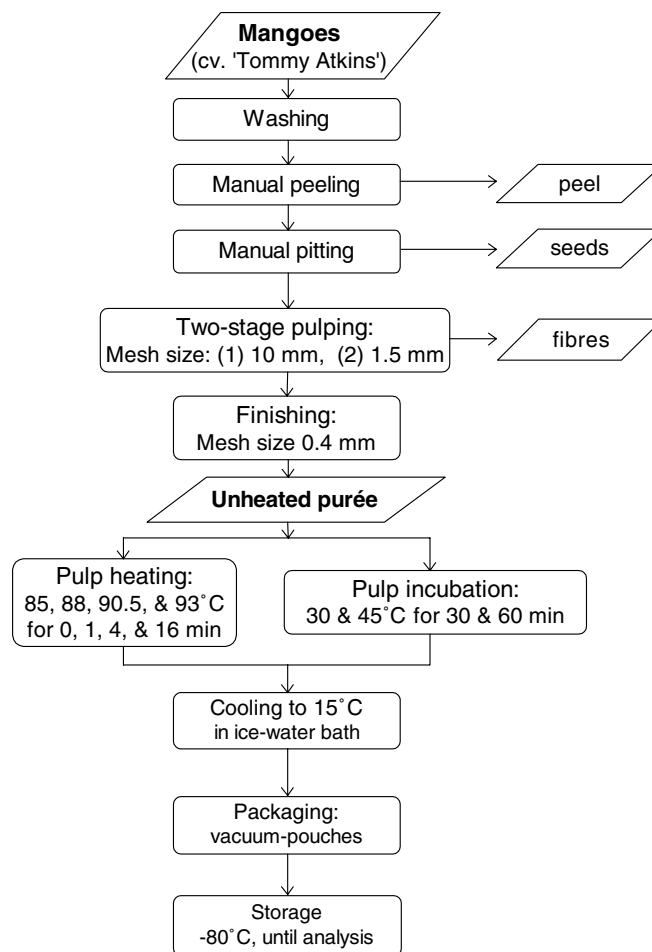 Mangoes
(cv. 'Tommy Atkins')
Washing
Manual peeling
peel
Manual pitting
seeds
Two-stage pulping:
Mesh size: (1) 10 mm, (2) 1.5 mm
fibres
Finishing:
Mesh size 0.4 mm
Unheated purée
Pulp heating:
85, 88, 90.5, & 93˚C
for 0, 1, 4, & 16 min
Pulp incubation:
30 & 45˚C for 30 & 60 min
Cooling to 15˚C
in ice-water bath
Packaging:
vacuum-pouches
Storage
-80˚C, until analysis